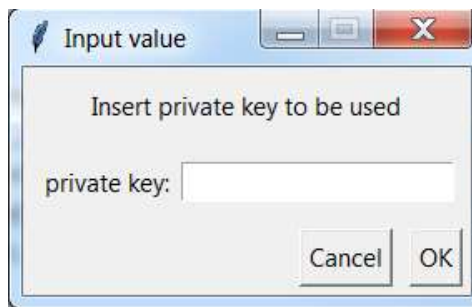 Input value
Insert private key to be used
private key:
Cancel OK